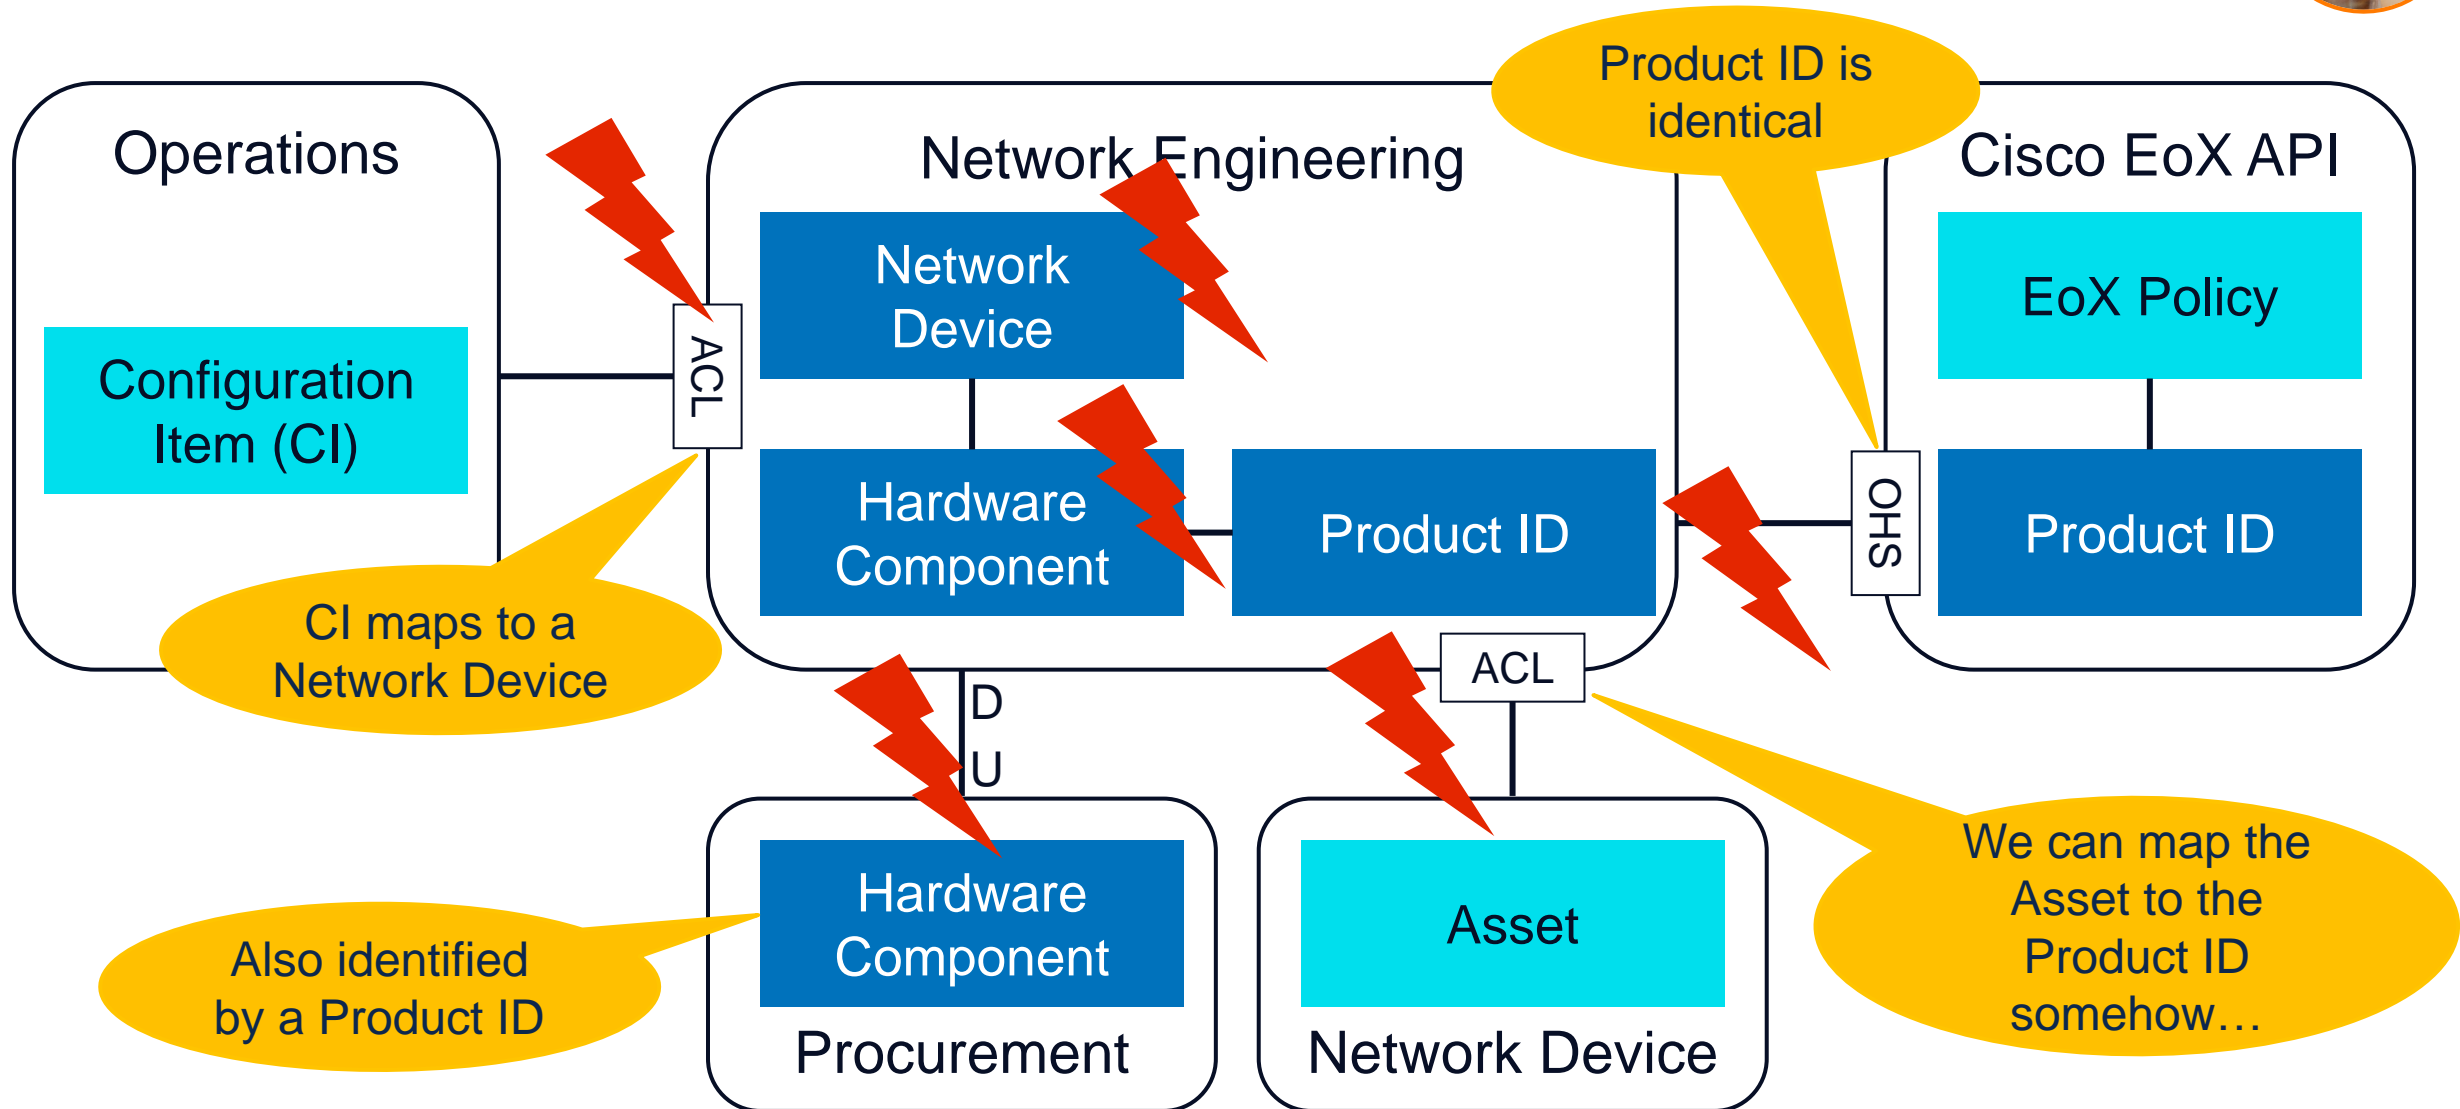 Product ID is
identical
Operations
Network Engineering
Cisco EoX API
Network
Device
EoX Policy
ACL
Configuration
Item (CI)
Hardware
Component
Product ID
OHS
Product ID
CI maps to a
Network Device
ACL
D
U
We can map the
Asset to the
Product ID
somehow…
Hardware
Component
Asset
Also identified
by a Product ID
Procurement
Network Device